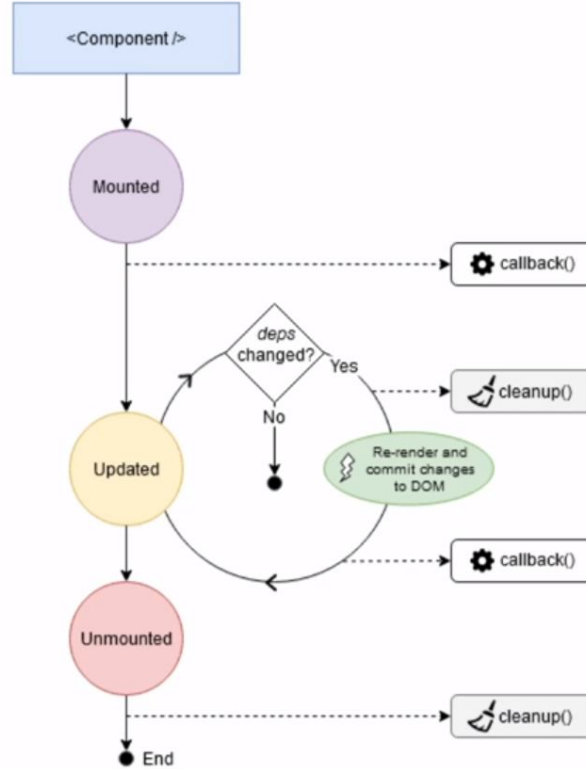 <Component />
Mounted
callback()
deps
changed?
Yes
cleanup()
No
Updated
Re-render and
commit changes
to DOM
callback()
Unmounted
cleanup()
End